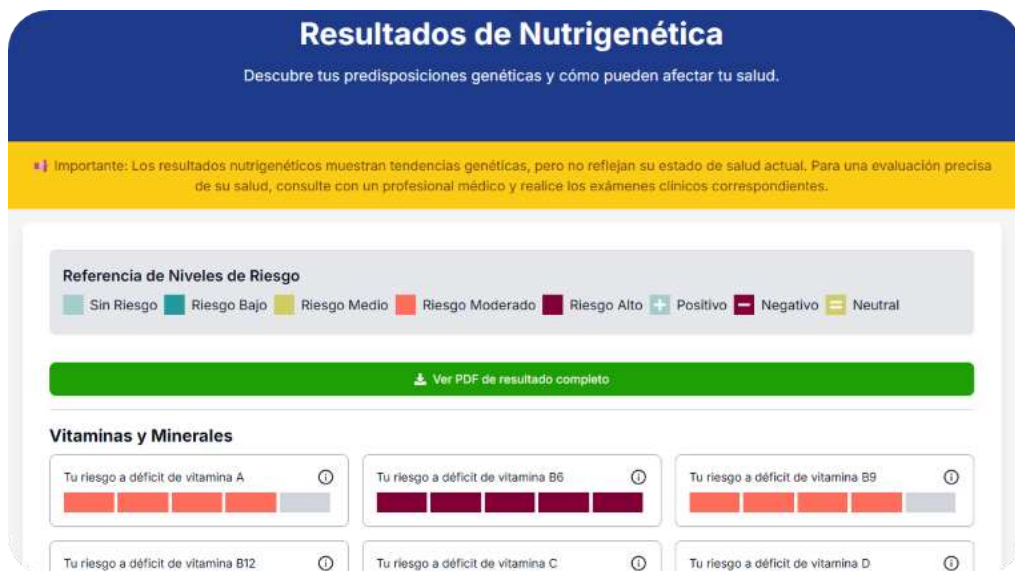 Resultados de Nutrigenética
Descubre tus predisposiciones genéticas y cómo pueden afectar tu salud.
Importante: Los resultados nutrigenéticos muestran tendencias genéticas, pero no reflejan su estado de salud actual. Para una evaluación precisa
de su salud, consulte con un profesional médico y realice los exámenes clínicos correspondientes.
Referencia de Niveles de Riesgo
Sin Riesgo Riesgo Bajo Riesgo Medio Riesgo Moderado Riesgo Alto Positivo Negativo Neutral
Ver PDF de resultado completo
Vitaminas y Minerales
Tu riesgo a déficit de vitamina A
Tu riesgo a déficit de vitamina B6
Tu riesgo a déficit de vitamina B9
Tu riesgo a déficit de vitamina B12
Tu riesgo a déficit de vitamina C
Tu riesgo a déficit de vitamina D